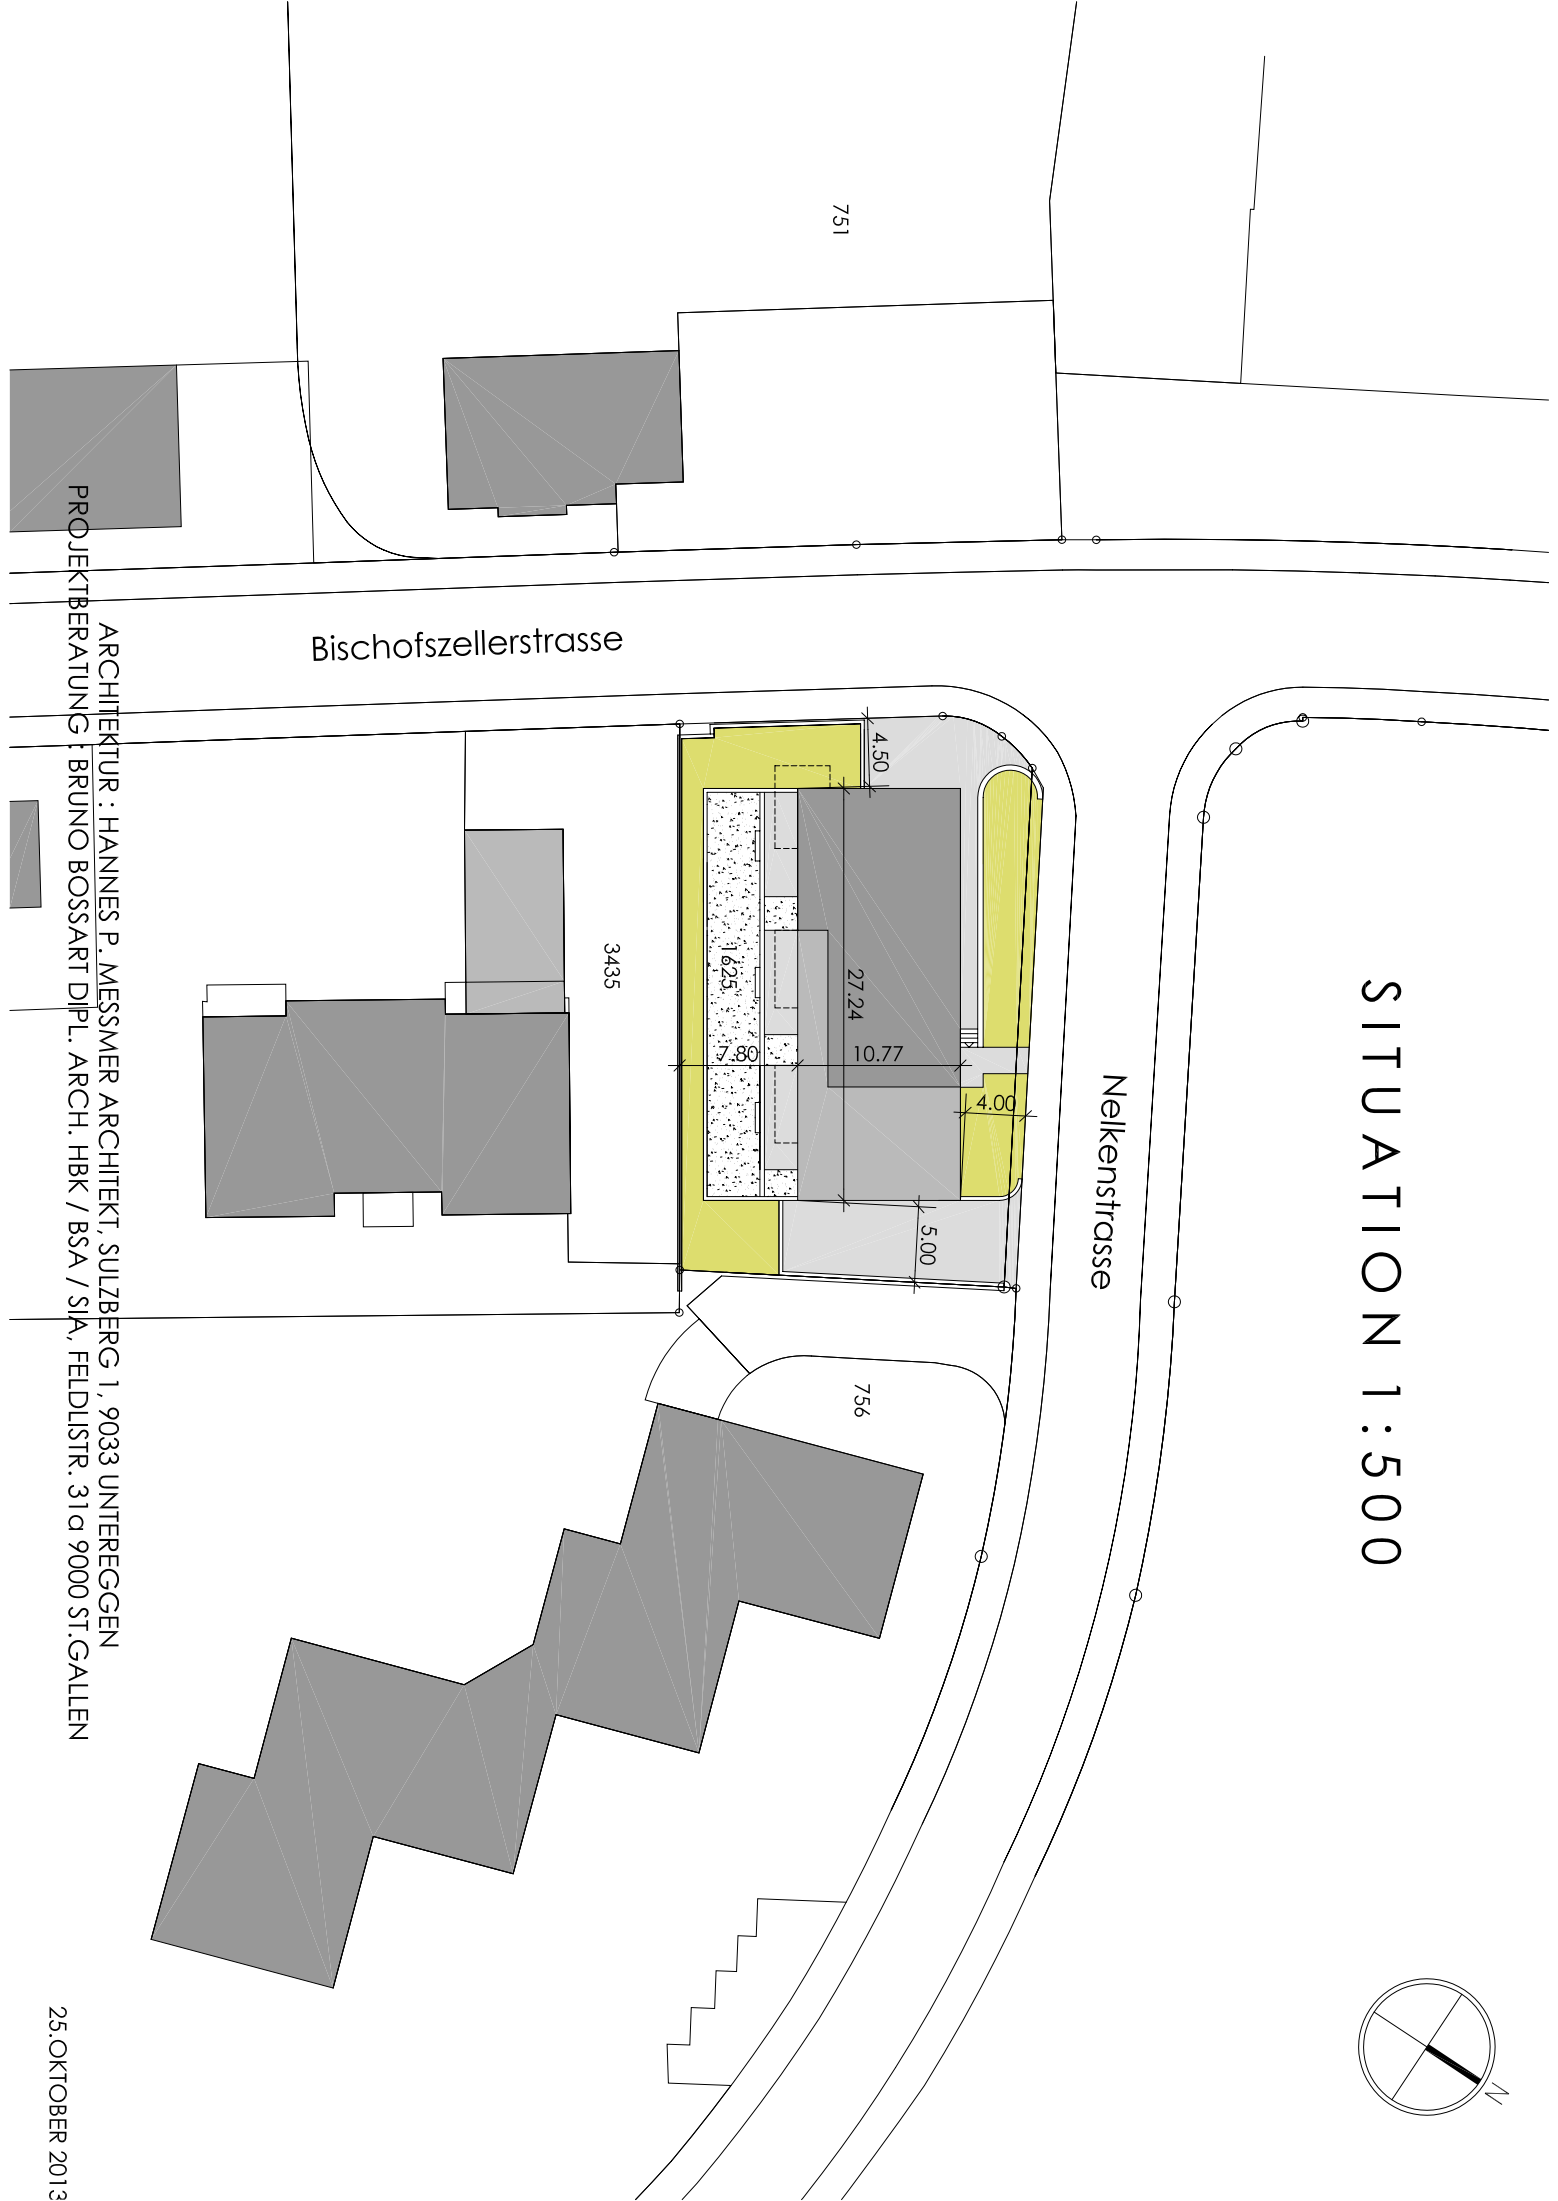 SITUATION 1:500
N
751
Bischofszellerstrasse
4.50
3435
1625
27.24
7.80
10.77
4.00
Nelkenstrasse
5.00
756
ARCHITEKTUR : HANNES P. MESSMER ARCHITEKT, SULZBERG 1, 9033 UNTEREGGEN
PROJEKTBERATUNG : BRUNO BOSSART DIPL. ARCH. HBK / BSA / SIA, FELDLISTR. 31a 9000 ST.GALLEN
25.OKTOBER 2013